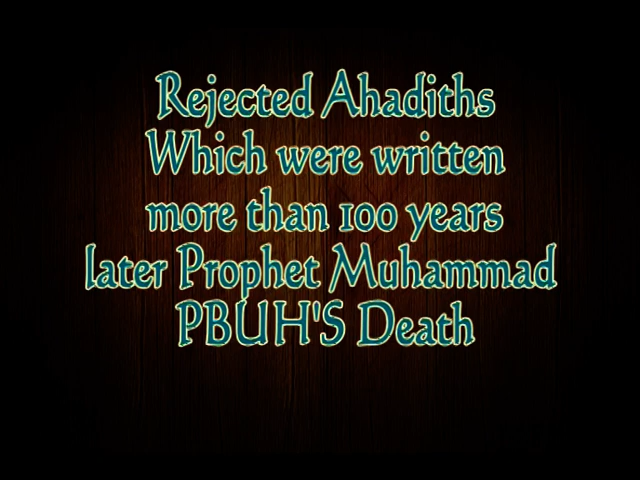 Rejected Ahadiths
Which were written
more than 100 years
later Prophet Muhammad
PBUH'S Death